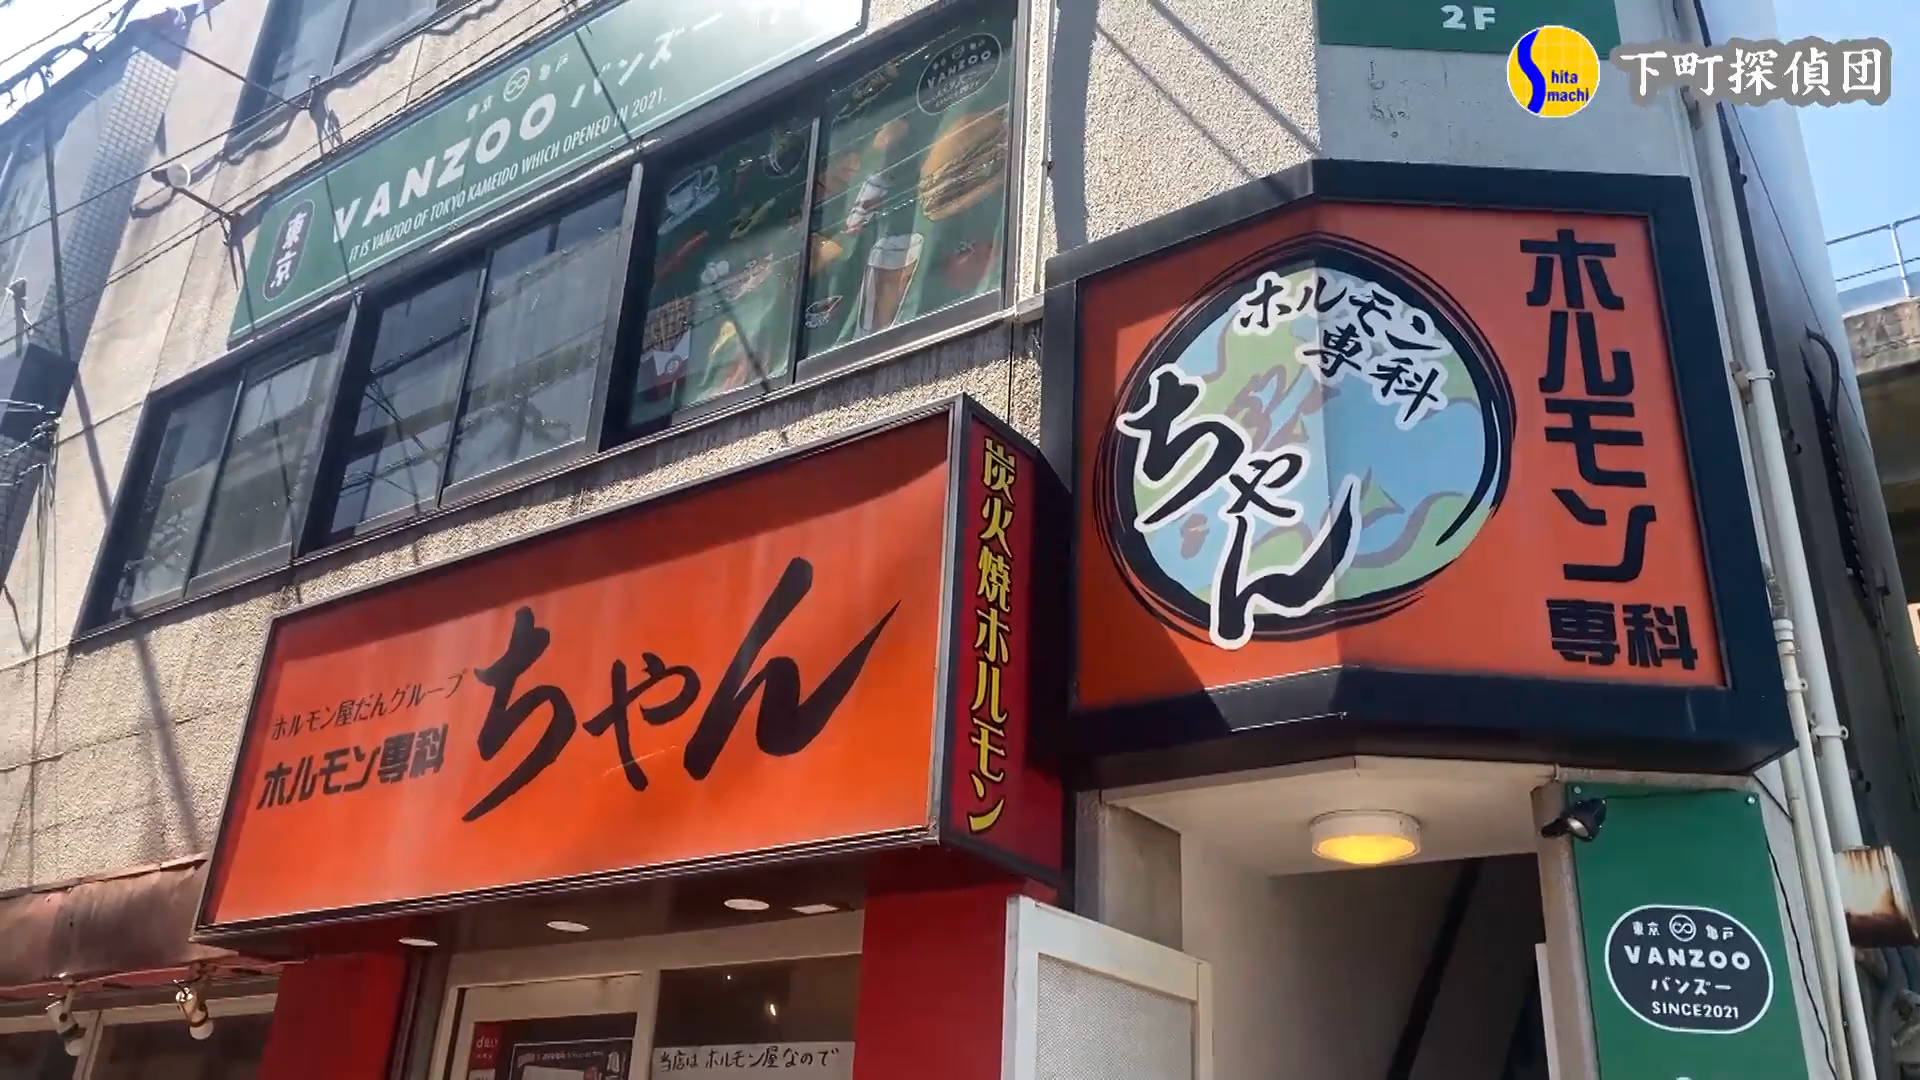 2F
Shita
machi
下町探偵団
東京 亀戸
VANZOO バンズー
IT IS VANZOO OF TOKYO KAMEIDO WHICH OPENED IN 2021.
東京
VANZOO
ホルモン
専科
ちゃん
ホルモン専科
炭火焼ホルモン
ホルモン屋だんグループ
ホルモン専科
ちゃん
東京 亀戸
VANZOO
バンズー
SINCE2021
当店は ホルモン屋なので